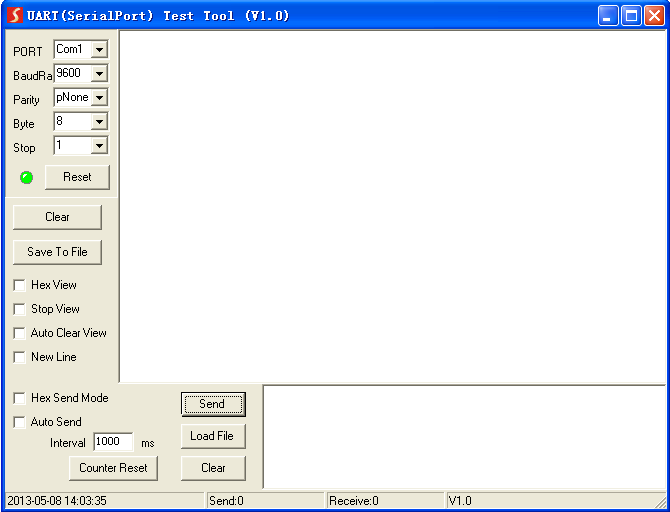 UART(SerialPort) Test Tool (V1.0)
PORT Com1
BaudRa 9600
Parity pNone
Byte 8
Stop 1
Reset
Clear
Save To File
Hex View
Stop View
Auto Clear View
New Line
Hex Send Mode
Send
Auto Send
Interval 1000 ms
Load File
Counter Reset
Clear
2013-05-08 14:03:35 Send:0 Receive:0 V1.0